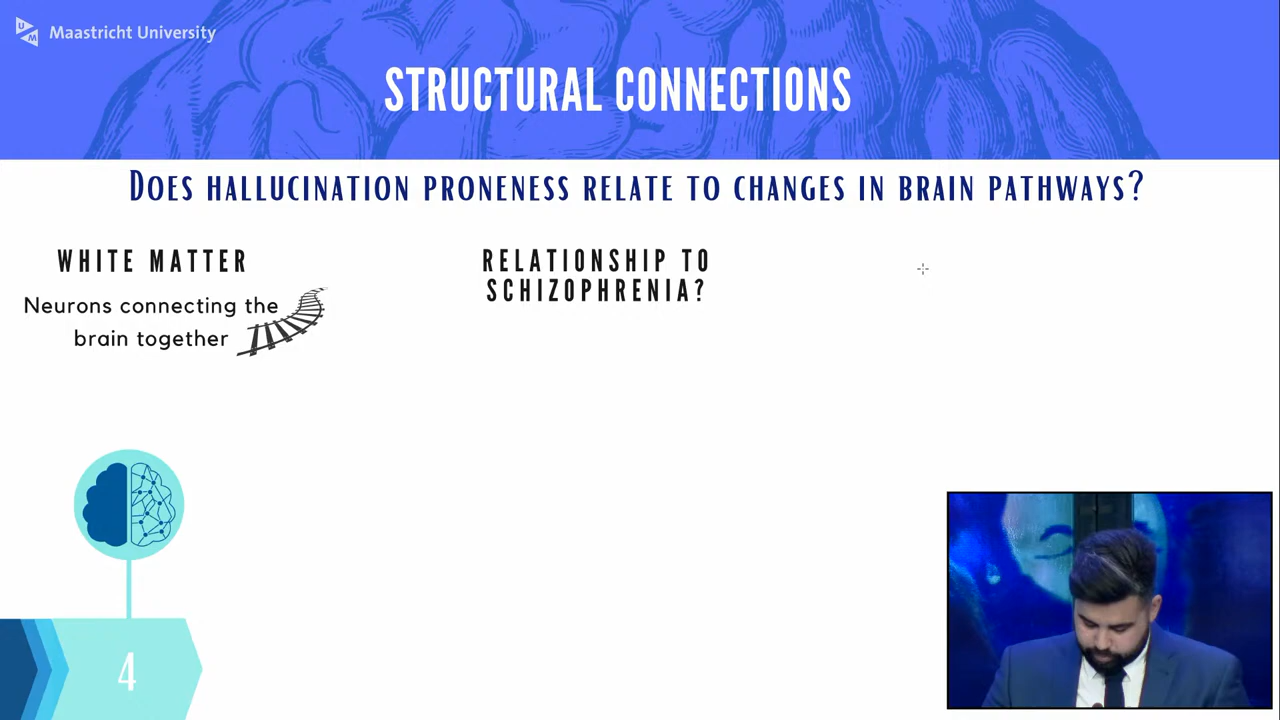 UM Maastricht University
STRUCTURAL CONNECTIONS
DOES HALLUCINATION PRONENESS RELATE TO CHANGES IN BRAIN PATHWAYS?
WHITE MATTER
Neurons connecting the
brain together
RELATIONSHIP TO
SCHIZOPHRENIA?
4